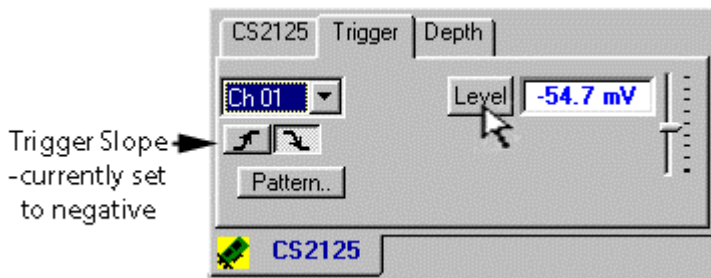 CS2125 Trigger Depth
Ch 01 Level -54.7 mV
Trigger Slope
-currently set
to negative
Pattern..
CS2125